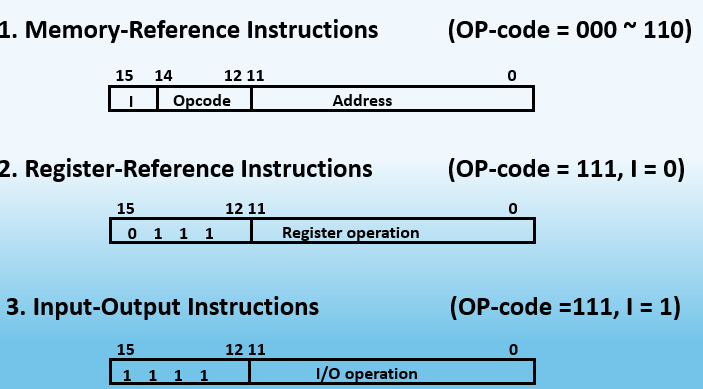 1. Memory-Reference Instructions (OP-code = 000 ~ 110)
15 14 12 11 0
I Opcode Address
2. Register-Reference Instructions (OP-code = 111, I = 0)
15 12 11 0
0 1 1 1 Register operation
3. Input-Output Instructions (OP-code =111, I = 1)
15 12 11 0
1 1 1 1 I/O operation